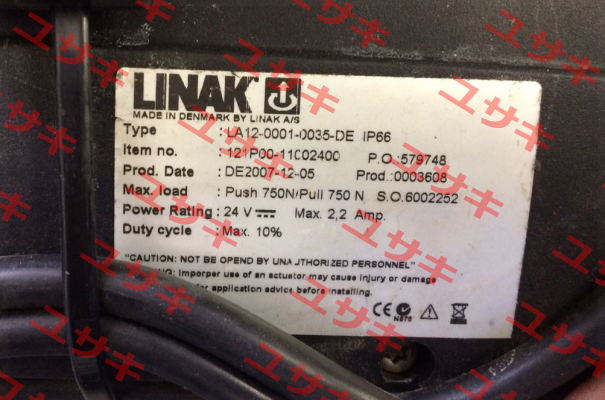 LINAK
MADE IN DENMARK BY LINAK A/S
Type : LA12-0001-0035-DE IP66
Item no. : 121P00-11002400 P.O.:579748
Prod. Date : DE2007-12-05 Prod.:0003608
Max. load : Push 750N/Pull 750 N S.O.6002252
Power Rating : 24 V Max. 2,2 Amp.
Duty cycle : Max. 10%
"CAUTION: NOT BE OPEND BY UNAUTHORIZED PERSONNEL"
imporper use of an actuator may cause injury or damage
for application advice before installing.
CE
N975
ユサキ